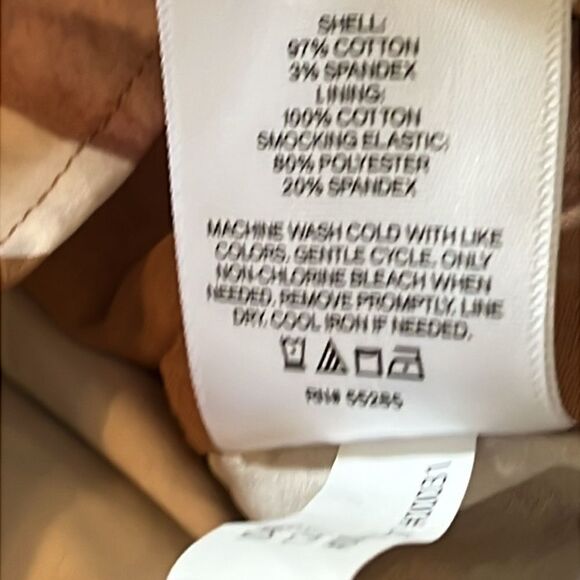 SHELL:
97% COTTON
3% SPANDEX
LINING:
100% COTTON
SMOCKING ELASTIC:
80% POLYESTER
20% SPANDEX
MACHINE WASH COLD WITH LIKE
COLORS, GENTLE CYCLE. ONLY
NON-CHLORINE BLEACH WHEN
NEEDED, REMOVE PROMPTLY, LINE
DRY, COOL IRON IF NEEDED.
RN# 55285